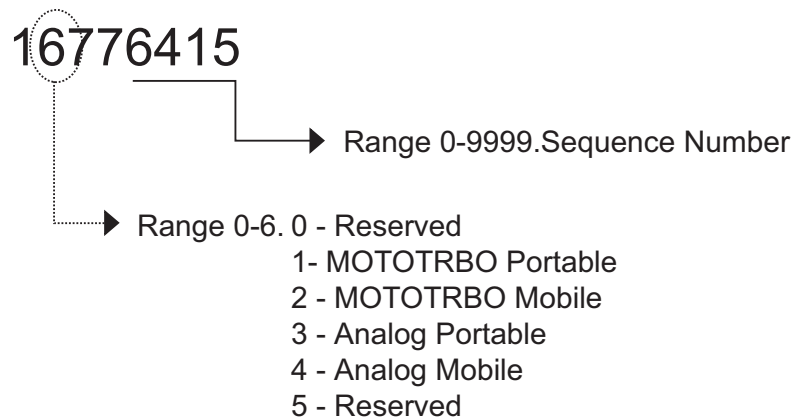 16776415
Range 0-9999.Sequence Number
Range 0-6. 0 - Reserved
1- MOTOTRBO Portable
2 - MOTOTRBO Mobile
3 - Analog Portable
4 - Analog Mobile
5 - Reserved